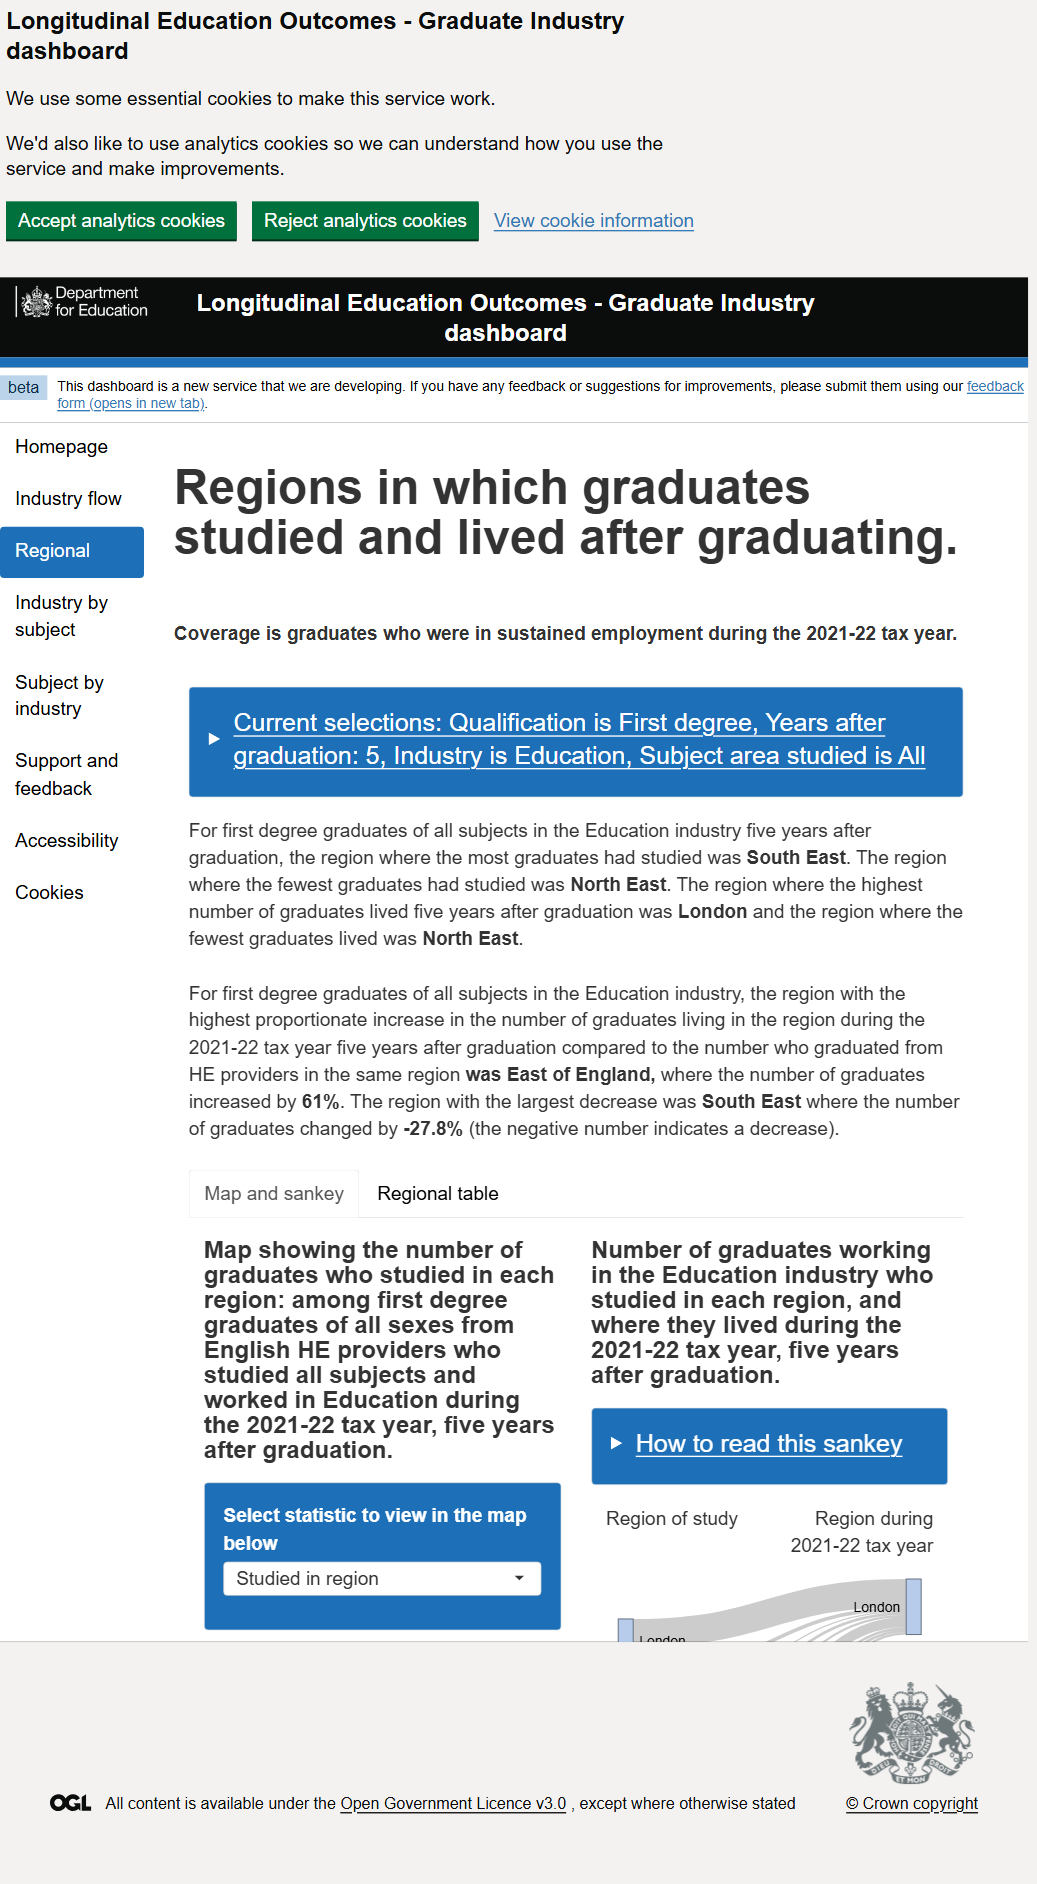 Longitudinal Education Outcomes - Graduate Industry
dashboard
We use some essential cookies to make this service work.
We'd also like to use analytics cookies so we can understand how you use the
service and make improvements.
Accept analytics cookies
Reject analytics cookies
View cookie information
Department
for Education
Longitudinal Education Outcomes - Graduate Industry
dashboard
beta
This dashboard is a new service that we are developing. If you have any feedback or suggestions for improvements, please submit them using our feedback
form (opens in new tab).
Homepage
Industry flow
Regional
Industry by
subject
Subject by
industry
Support and
feedback
Accessibility
Cookies
Regions in which graduates
studied and lived after graduating.
Coverage is graduates who were in sustained employment during the 2021-22 tax year.
Current selections: Qualification is First degree, Years after
graduation: 5, Industry is Education, Subject area studied is All
For first degree graduates of all subjects in the Education industry five years after
graduation, the region where the most graduates had studied was South East. The region
where the fewest graduates had studied was North East. The region where the highest
number of graduates lived five years after graduation was London and the region where the
fewest graduates lived was North East.
For first degree graduates of all subjects in the Education industry, the region with the
highest proportionate increase in the number of graduates living in the region during the
2021-22 tax year five years after graduation compared to the number who graduated from
HE providers in the same region was East of England, where the number of graduates
increased by 61%. The region with the largest decrease was South East where the number
of graduates changed by -27.8% (the negative number indicates a decrease).
Map and sankey
Regional table
Map showing the number of
graduates who studied in each
region: among first degree
graduates of all sexes from
English HE providers who
studied all subjects and
worked in Education during
the 2021-22 tax year, five years
after graduation.
Select statistic to view in the map
below
Studied in region
Number of graduates working
in the Education industry who
studied in each region, and
where they lived during the
2021-22 tax year, five years
after graduation.
How to read this sankey
Region of study
Region during
2021-22 tax year
London
London
OGL
All content is available under the Open Government Licence v3.0 , except where otherwise stated
© Crown copyright